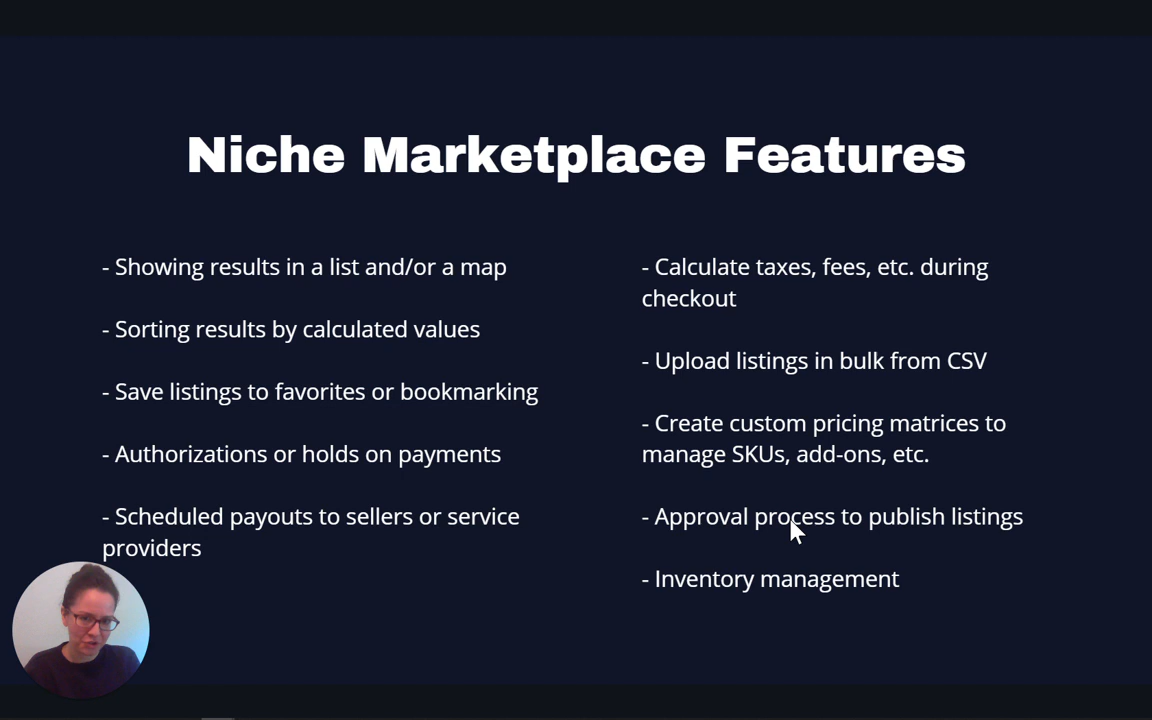 Niche Marketplace Features
- Showing results in a list and/or a map
- Sorting results by calculated values
- Save listings to favorites or bookmarking
- Authorizations or holds on payments
- Scheduled payouts to sellers or service
providers
- Calculate taxes, fees, etc. during
checkout
- Upload listings in bulk from CSV
- Create custom pricing matrices to
manage SKUs, add-ons, etc.
- Approval process to publish listings
- Inventory management